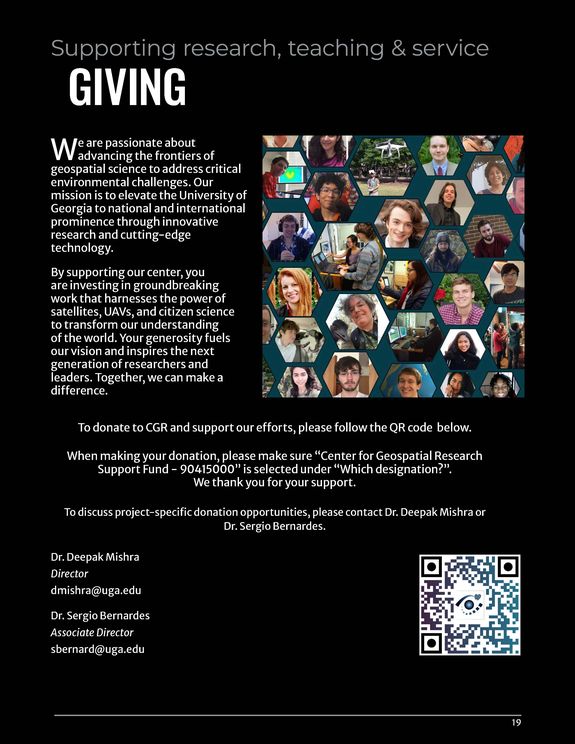 Supporting research, teaching & service
GIVING
We are passionate about
advancing the frontiers of
geospatial science to address critical
environmental challenges. Our
mission is to elevate the University of
Georgia to national and international
prominence through innovative
research and cutting-edge
technology.
By supporting our center, you
are investing in groundbreaking
work that harnesses the power of
satellites, UAVs, and citizen science
to transform our understanding
of the world. Your generosity fuels
our vision and inspires the next
generation of researchers and
leaders. Together, we can make a
difference.
To donate to CGR and support our efforts, please follow the QR code below.
When making your donation, please make sure “Center for Geospatial Research
Support Fund - 90415000” is selected under “Which designation?”.
We thank you for your support.
To discuss project-specific donation opportunities, please contact Dr. Deepak Mishra or
Dr. Sergio Bernardes.
Dr. Deepak Mishra
Director
dmishra@uga.edu
Dr. Sergio Bernardes
Associate Director
sbernard@uga.edu
19